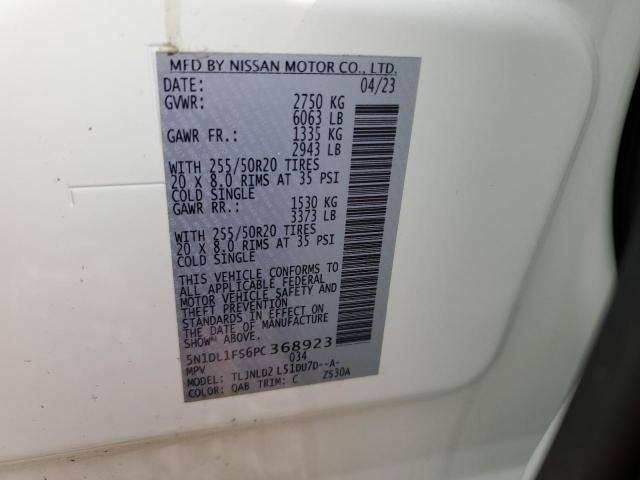 MFD BY NISSAN MOTOR CO., LTD.
DATE: 04/23
GVWR: 2750 KG
6063 LB
GAWR FR.: 1335 KG
2943 LB
WITH 255/50R20 TIRES
20 X 8.0 RIMS AT 35 PSI
COLD SINGLE
GAWR RR.: 1530 KG
3373 LB
WITH 255/50R20 TIRES
20 X 8.0 RIMS AT 35 PSI
COLD SINGLE
THIS VEHICLE CONFORMS TO
ALL APPLICABLE FEDERAL
MOTOR VEHICLE SAFETY AND
THEFT PREVENTION
STANDARDS IN EFFECT ON
THE DATE OF MANUFACTURE
SHOWN ABOVE.
5N1DL1FS6PC368923
MPV 034
MODEL: TLJNLD2 L51DU7D--A-
COLOR: QAB TRIM: C ZS30A